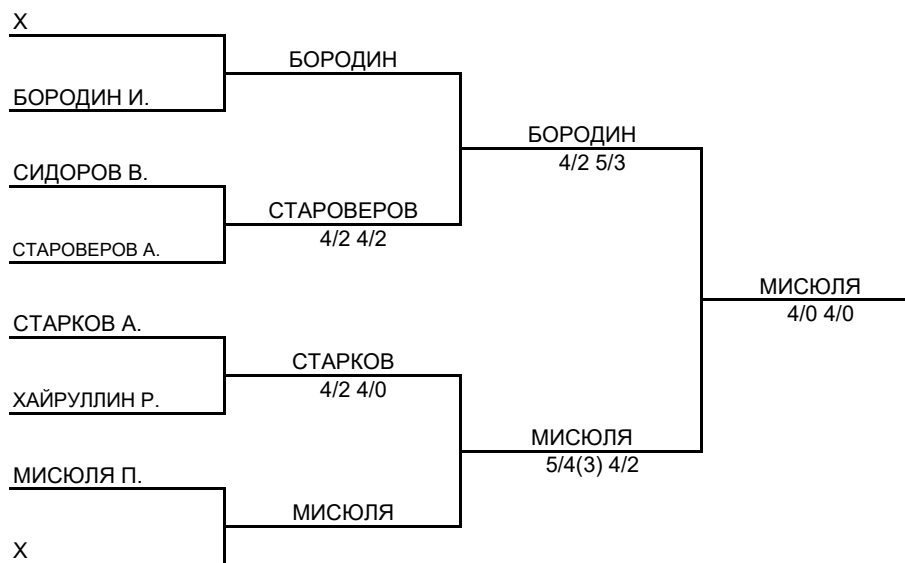 X
БОРОДИН
БОРОДИН И.
БОРОДИН
4/2 5/3
СИДОРОВ В.
СТАРОВЕРОВ
4/2 4/2
СТАРОВЕРОВ А.
МИСЮЛЯ
4/0 4/0
СТАРКОВ А.
СТАРКОВ
4/2 4/0
ХАЙРУЛЛИН Р.
МИСЮЛЯ
5/4(3) 4/2
МИСЮЛЯ П.
МИСЮЛЯ
X